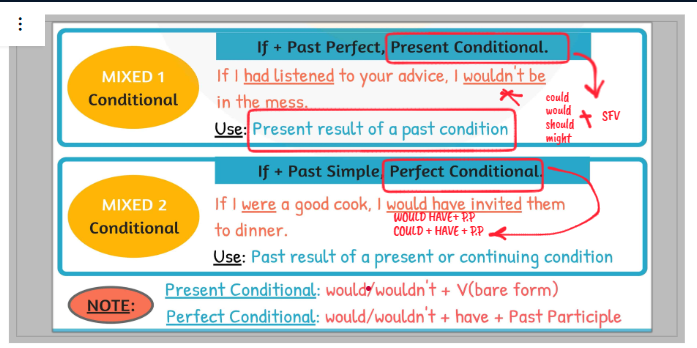 If + Past Perfect, Present Conditional.
MIXED 1
Conditional
If I had listened to your advice, I wouldn't be
in the mess.
Use: Present result of a past condition
could
would
should
might
+ SFV
If + Past Simple, Perfect Conditional.
MIXED 2
Conditional
If I were a good cook, I would have invited them
to dinner.
WOULD HAVE + P.P
COULD + HAVE + P.P
Use: Past result of a present or continuing condition
NOTE:
Present Conditional: would/wouldn't + V(bare form)
Perfect Conditional: would/wouldn't + have + Past Participle